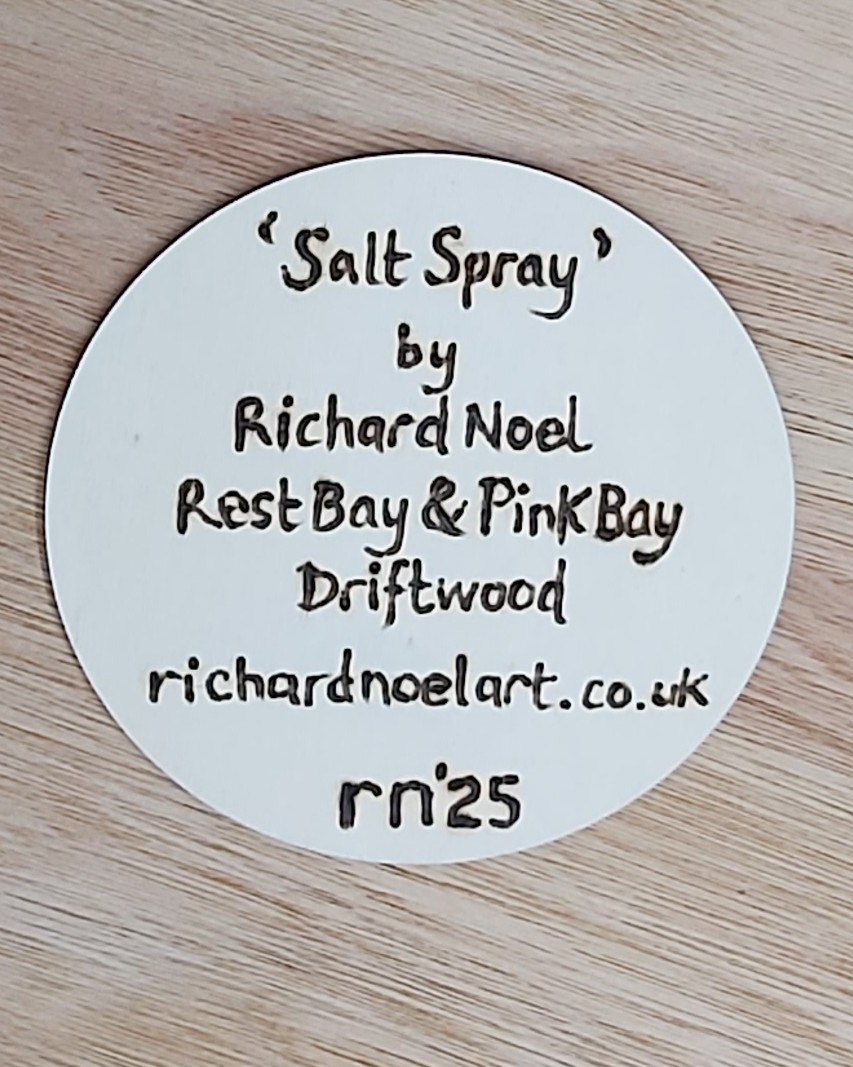 ‘Salt Spray’
by
Richard Noel
Rest Bay & Pink Bay
Driftwood
richardnoelart.co.uk
rn'25